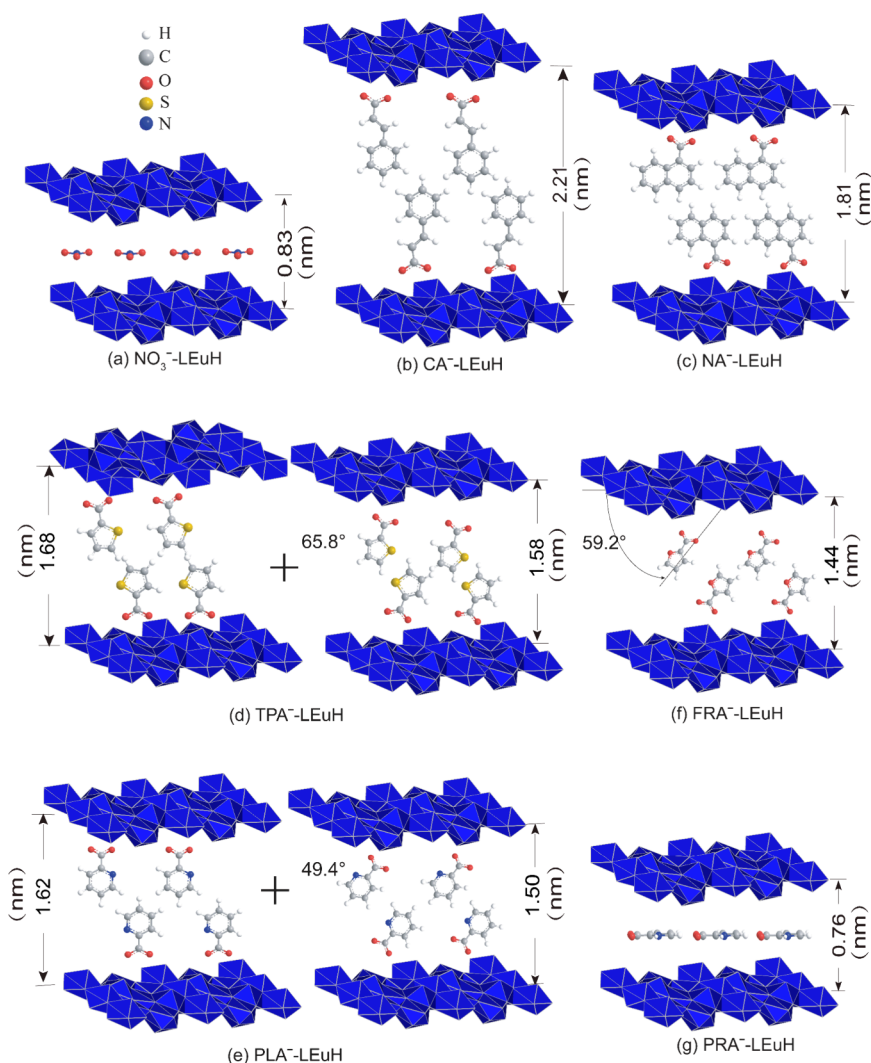 H
C
O
S
N
0.83
(nm)
(a) NO₃⁻-LEuH
2.21
(nm)
(b) CA⁻-LEuH
1.81
(nm)
(c) NA⁻-LEuH
1.68
(nm)
+
65.8°
1.58
(nm)
(d) TPA⁻-LEuH
59.2°
1.44
(nm)
(f) FRA⁻-LEuH
1.62
(nm)
+
49.4°
1.50
(nm)
(e) PLA⁻-LEuH
0.76
(nm)
(g) PRA⁻-LEuH